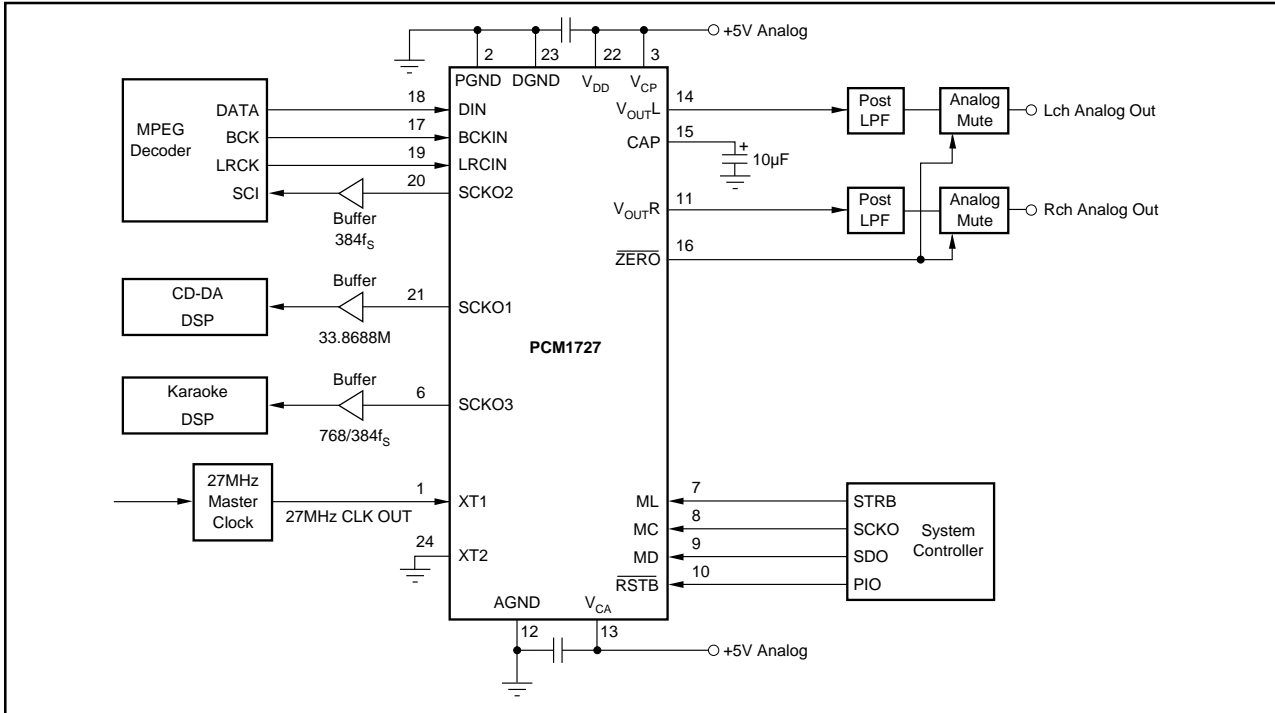 +5V Analog
2 23 22 3
PGND DGND VDD VCP
MPEG
Decoder
DATA 18 DIN
BCK 17 BCKIN
LRCK 19 LRCIN
SCI 20 SCKO2
Buffer
384fS
CD-DA
DSP
Buffer
21 SCKO1
33.8688M
Karaoke
DSP
Buffer
6 SCKO3
768/384fS
27MHz
Master
Clock
27MHz CLK OUT
1 XT1
24 XT2
PCM1727
VOUTL 14
Post
LPF
Analog
Mute
Lch Analog Out
CAP 15
+
10µF
VOUTR 11
Post
LPF
Analog
Mute
Rch Analog Out
ZERO 16
ML 7 STRB
MC 8 SCKO
MD 9 SDO
RSTB 10 PIO
System
Controller
AGND VCA
12 13
+5V Analog